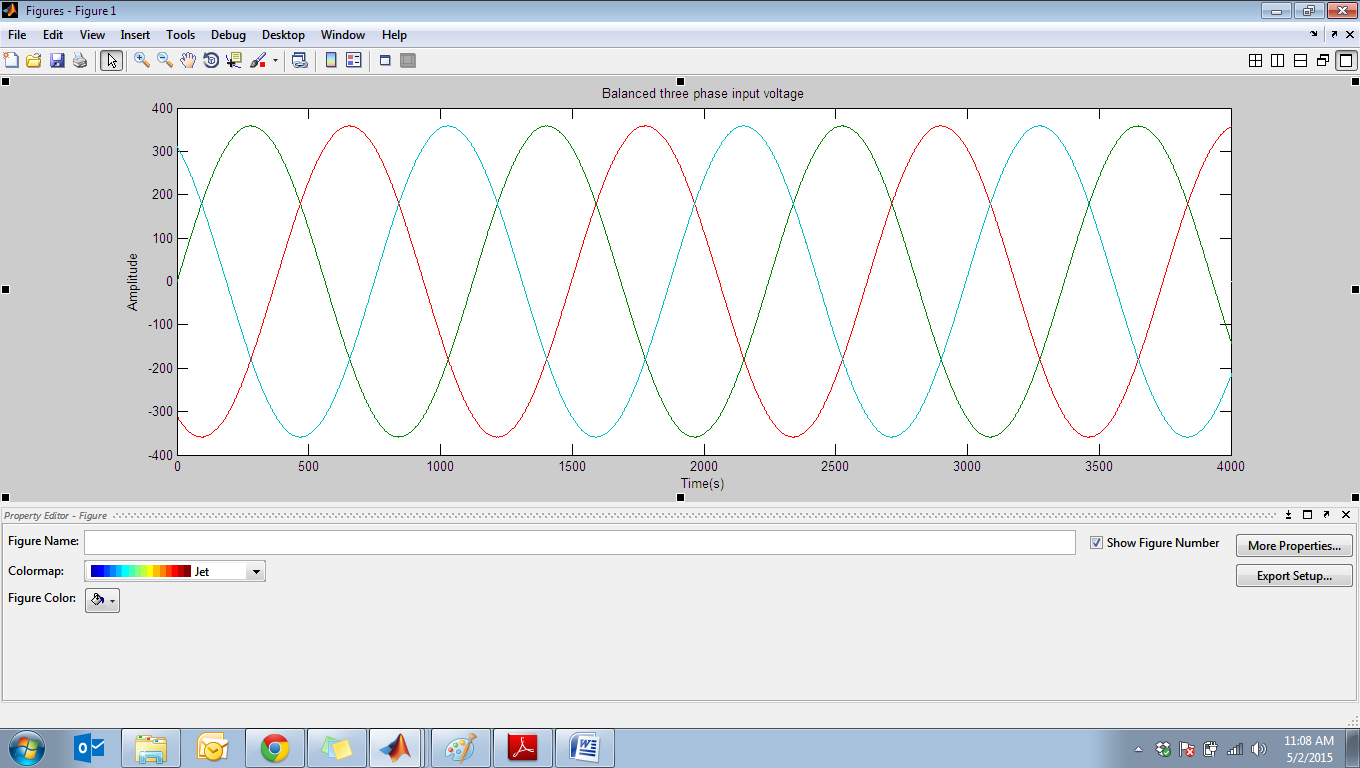 Figures - Figure 1
File Edit View Insert Tools Debug Desktop Window Help
Balanced three phase input voltage
400
300
200
100
0
-100
-200
-300
-400
Amplitude
0 500 1000 1500 2000 2500 3000 3500 4000
Time(s)
Property Editor - Figure
Figure Name: Show Figure Number More Properties...
Colormap: Jet Export Setup...
Figure Color:
11:08 AM
5/2/2015